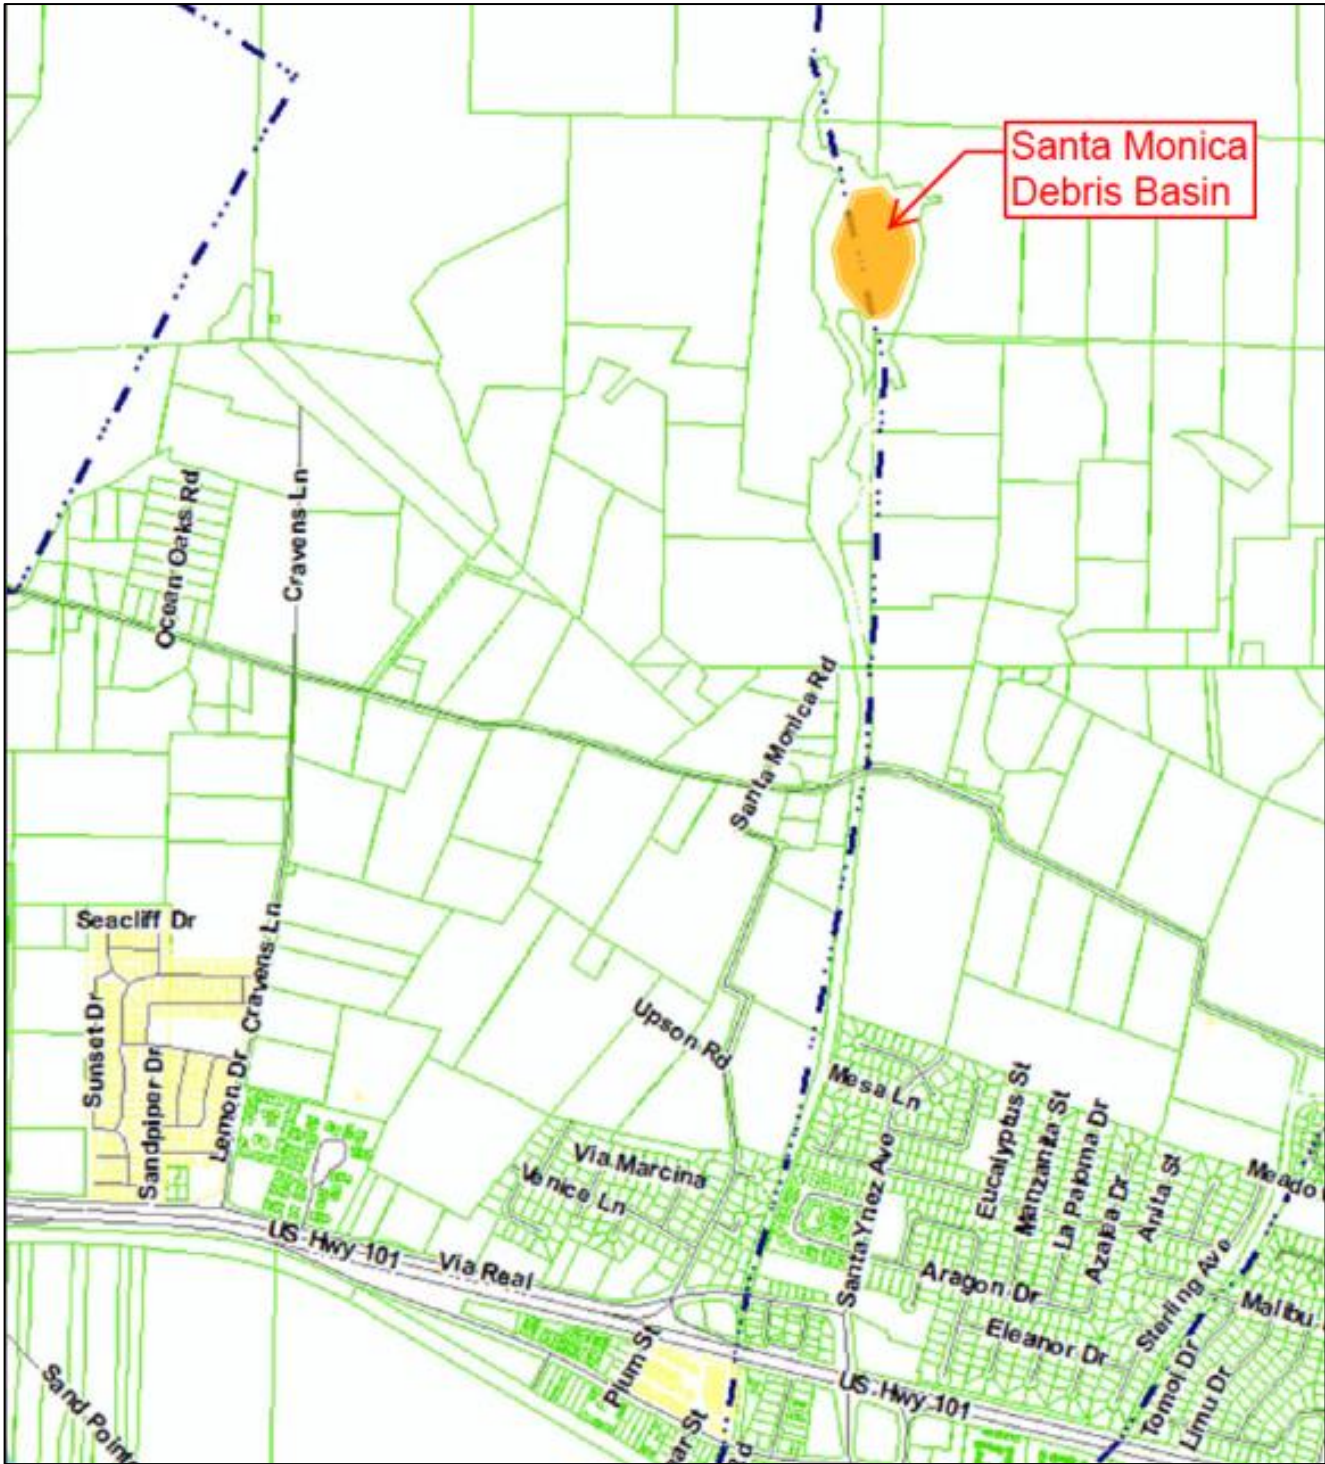 Santa Monica
Debris Basin
Ocean Oaks Rd
Cravens Ln
Santa Monica Rd
Seacliff Dr
Cravens Ln
Sunset Dr
Sandpiper Dr
Lemon Dr
Upson Rd
Mesa Ln
Eucalyptus St
Manzanita St
La Paloma Dr
Azalea Dr
Anita St
Via Marcina
Venice Ln
Santa Ynez Ave
US Hwy 101
Via Real
Aragon Dr
Eleanor Dr
Sterling Ave
Malibu
Tomol Dr
Limu Dr
Plum St
US Hwy 101
Sand Point